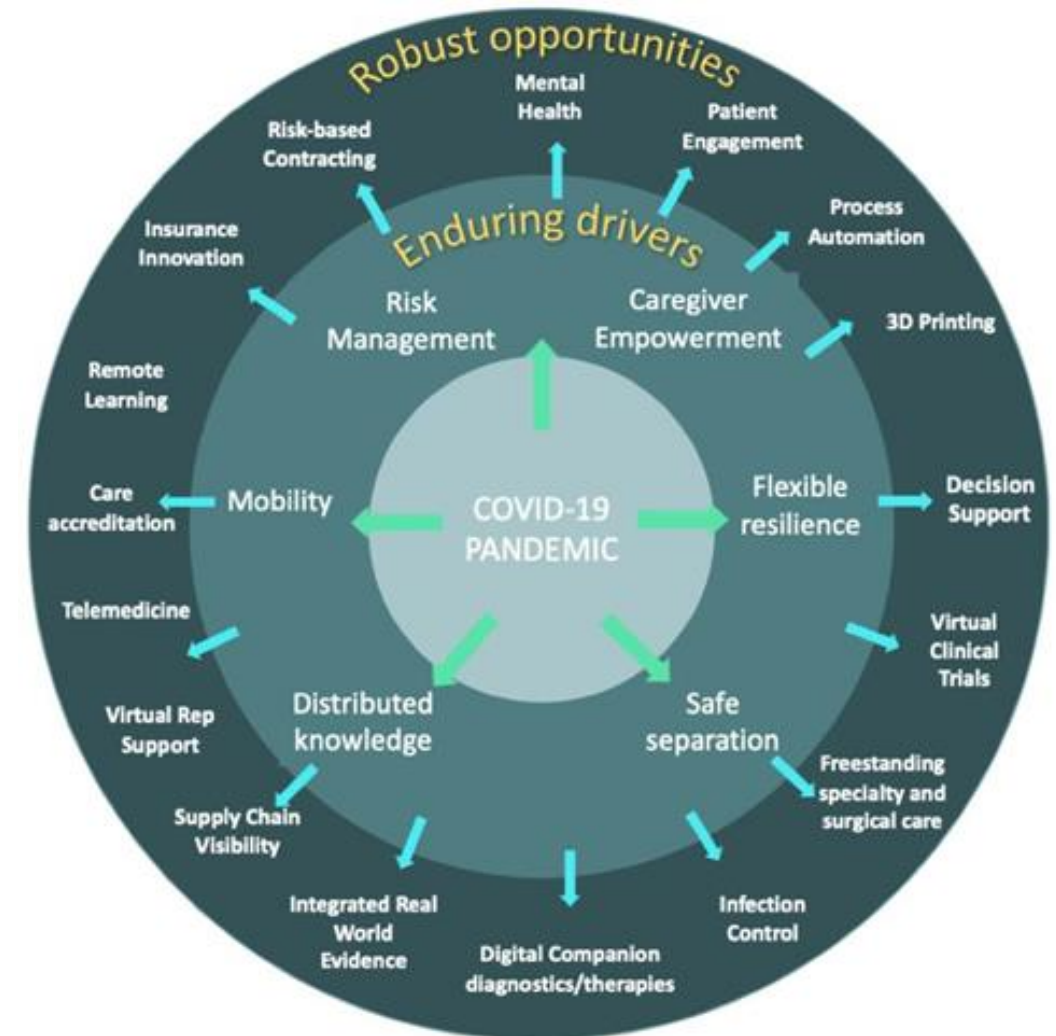 Robust opportunities
Mental
Health
Patient
Engagement
Process
Automation
3D Printing
Decision
Support
Virtual
Clinical
Trials
Freestanding
specialty and
surgical care
Infection
Control
Digital Companion
diagnostics/therapies
Integrated Real
World
Evidence
Supply Chain
Visibility
Virtual Rep
Support
Telemedicine
Care
accreditation
Remote
Learning
Insurance
Innovation
Risk-based
Contracting
Enduring drivers
Risk
Management
Caregiver
Empowerment
Flexible
resilience
Safe
separation
Distributed
knowledge
Mobility
COVID-19
PANDEMIC